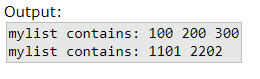 Output:
mylist contains: 100 200 300
mylist contains: 1101 2202